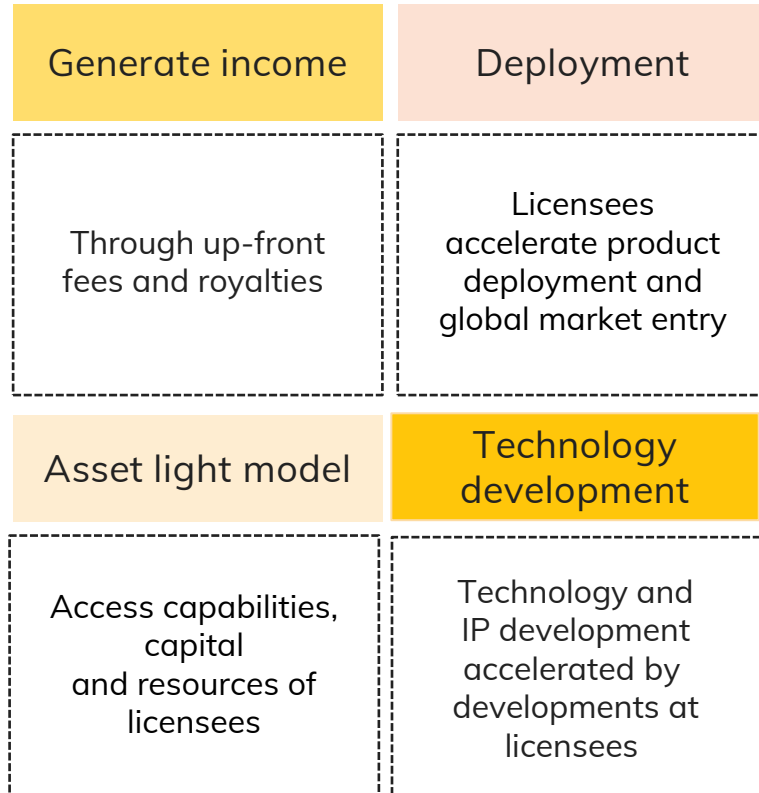 Generate income
Deployment
Through up-front
fees and royalties
Licensees
accelerate product
deployment and
global market entry
Asset light model
Technology
development
Access capabilities,
capital
and resources of
licensees
Technology and
IP development
accelerated by
developments at
licensees